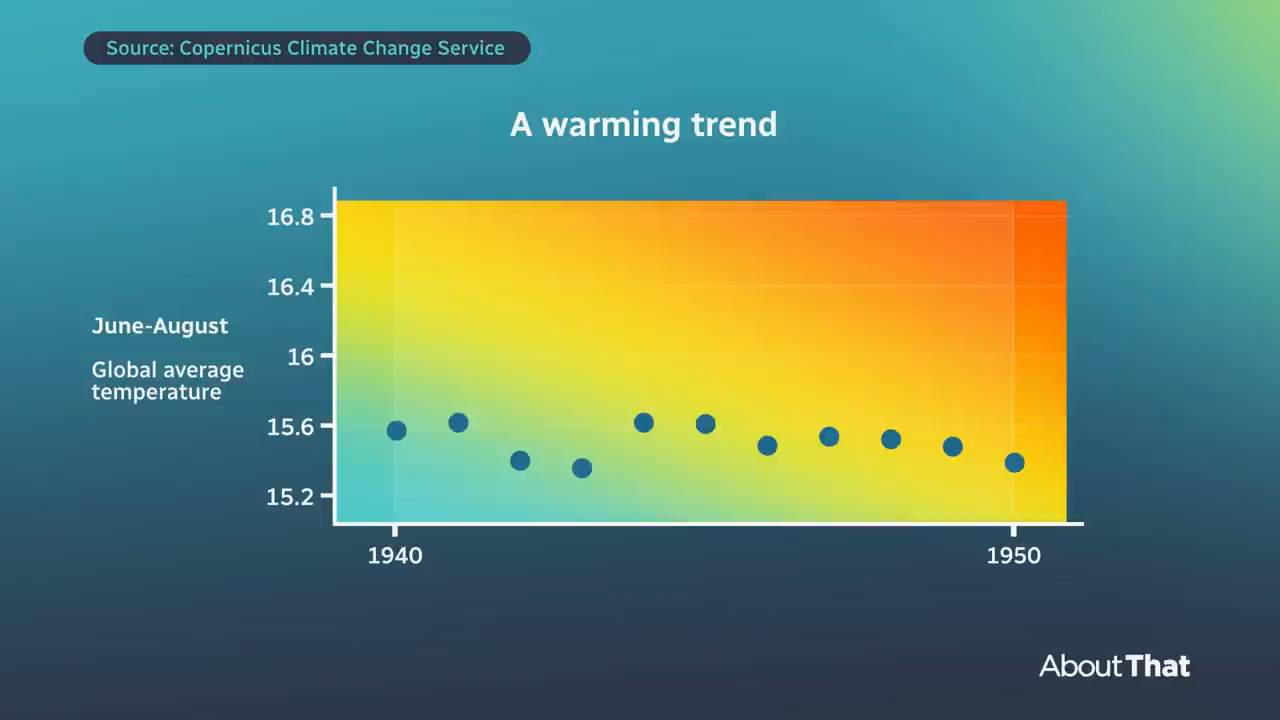 Source: Copernicus Climate Change Service
A warming trend
16.8
16.4
16
15.6
15.2
June-August
Global average
temperature
1940
1950
AboutThat